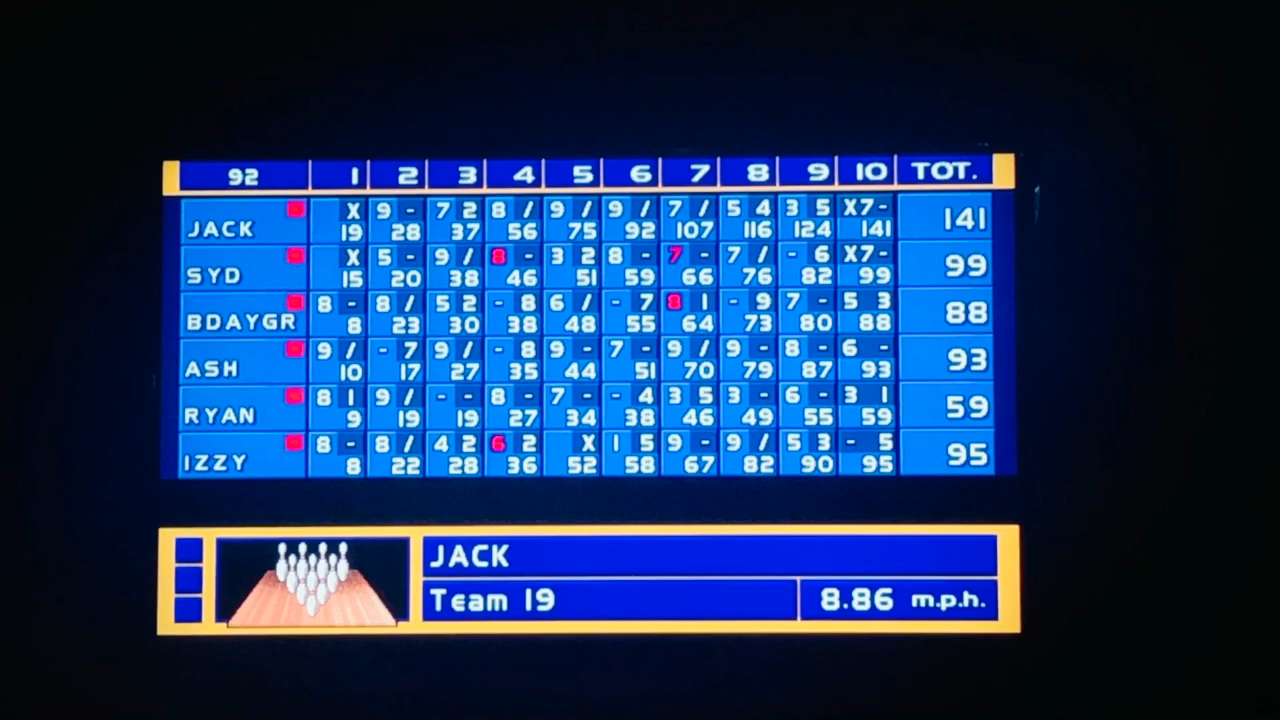 92 1 2 3 4 5 6 7 8 9 10 TOT.
X 9 - 7 2 8 / 9 / 9 / 7 / 5 4 3 5 X7-
JACK 19 28 37 56 75 92 107 116 124 141 141
X 5 - 9 / 8 - 3 2 8 - 7 - 7 / - 6 X7-
SYD 15 20 38 46 51 59 66 76 82 99 99
8 - 8 / 5 2 - 8 6 / - 7 8 1 - 9 7 - 5 3
BDAYGR 8 23 30 38 48 55 64 73 80 88 88
9 / - 7 9 / - 8 9 - 7 - 9 / 9 - 8 - 6 -
ASH 10 17 27 35 44 51 70 79 87 93 93
8 1 9 / - - 8 - 7 - - 4 3 5 3 - 6 - 3 1
RYAN 9 19 19 27 34 38 46 49 55 59 59
8 - 8 / 4 2 6 2 X 1 5 9 - 9 / 5 3 - 5
IZZY 8 22 28 36 52 58 67 82 90 95 95
JACK
Team 19 8.86 m.p.h.